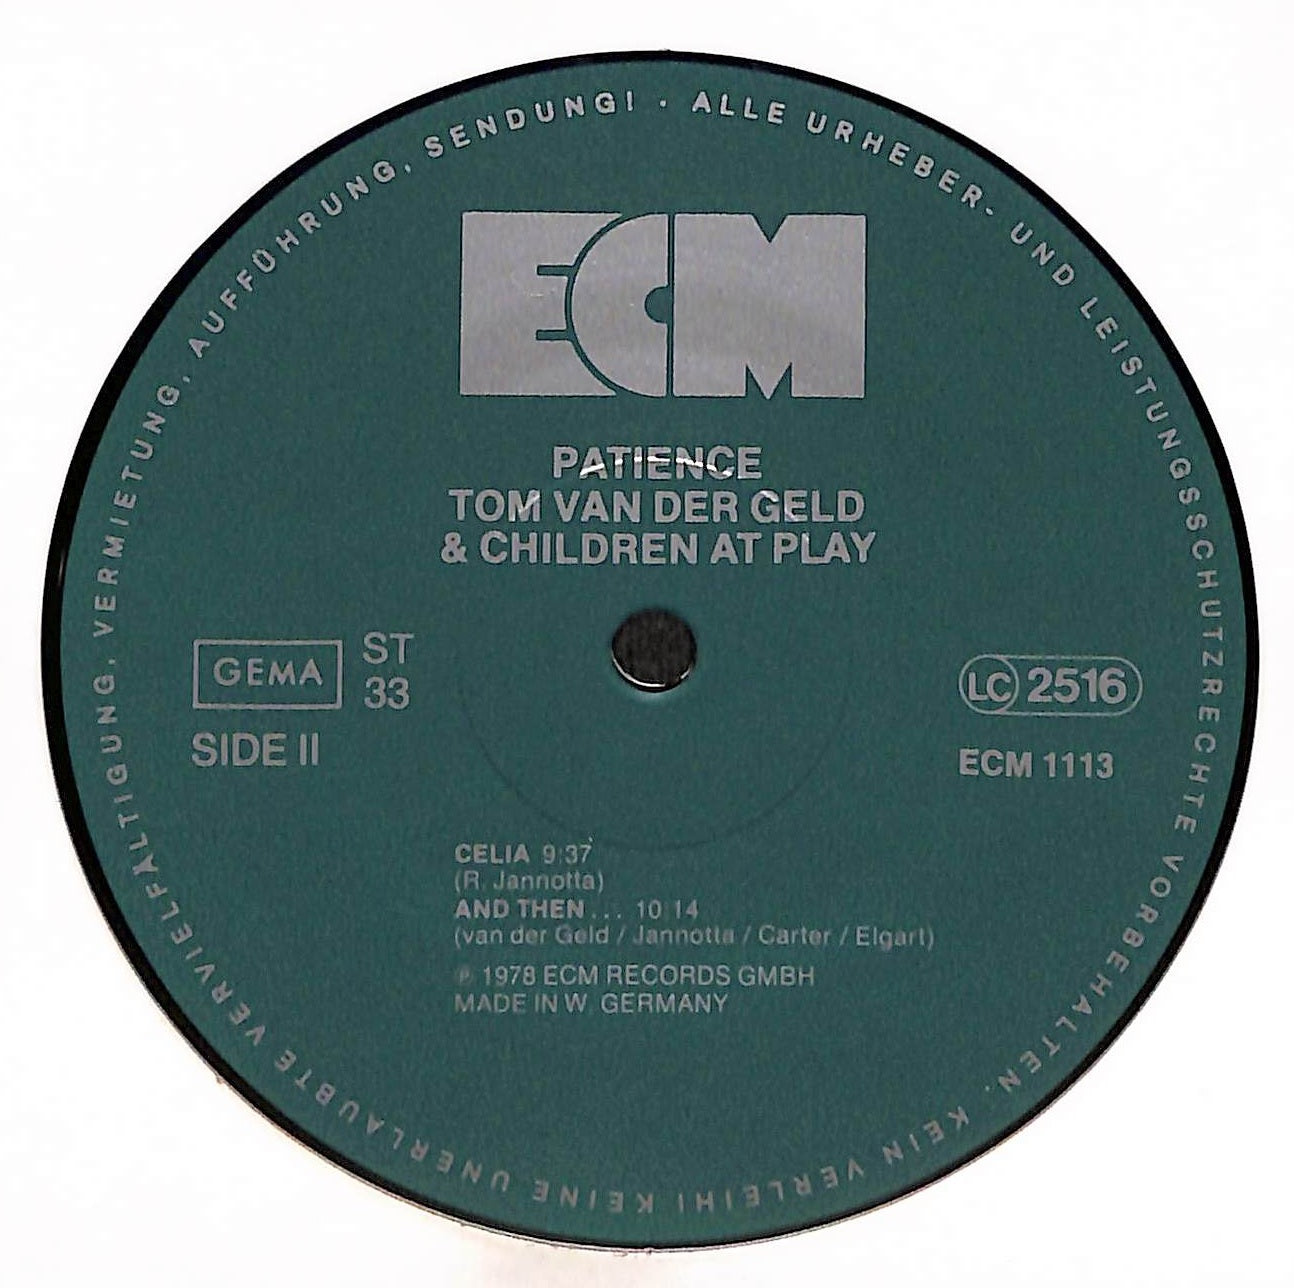 ALLE URHEBER- UND LEISTUNGSSCHUTZRECHTE VORBEHALTEN. KEIN VERLEIH! KEINE UNERLAUBTE VERVIELFÄLTIGUNG, VERMIETUNG, AUFFÜHRUNG, SENDUNG! ·
ECM
PATIENCE
TOM VAN DER GELD
& CHILDREN AT PLAY
GEMA
ST
33
SIDE II
LC 2516
ECM 1113
CELIA 9:37
(R. Jannotta)
AND THEN... 10:14
(van der Geld / Jannotta / Carter / Elgart)
℗ 1978 ECM RECORDS GMBH
MADE IN W. GERMANY